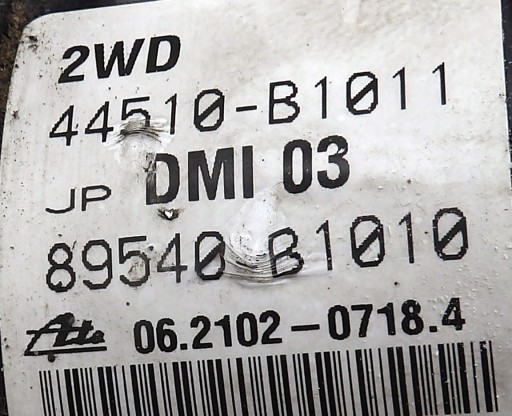 2WD
44510-B1011
JP DMI 03
89540-B1010
Ate 06.2102-0718.4